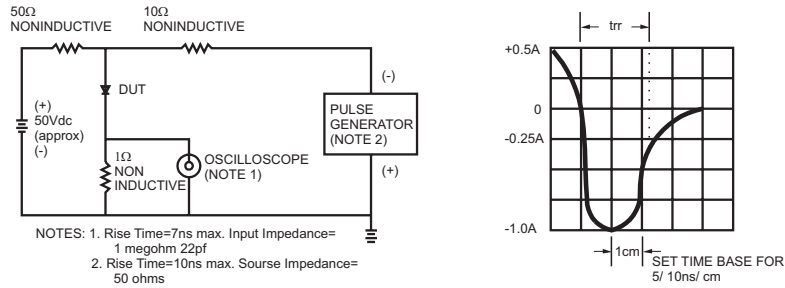 50Ω
NONINDUCTIVE
10Ω
NONINDUCTIVE
DUT
(+)
50Vdc
(approx)
(-)
1Ω
NON
INDUCTIVE
OSCILLOSCOPE
(NOTE 1)
(-)
PULSE
GENERATOR
(NOTE 2)
(+)
NOTES: 1. Rise Time=7ns max. Input Impedance=
1 megohm 22pf
2. Rise Time=10ns max. Sourse Impedance=
50 ohms
trr
+0.5A
0
-0.25A
-1.0A
1cm
SET TIME BASE FOR
5/ 10ns/ cm